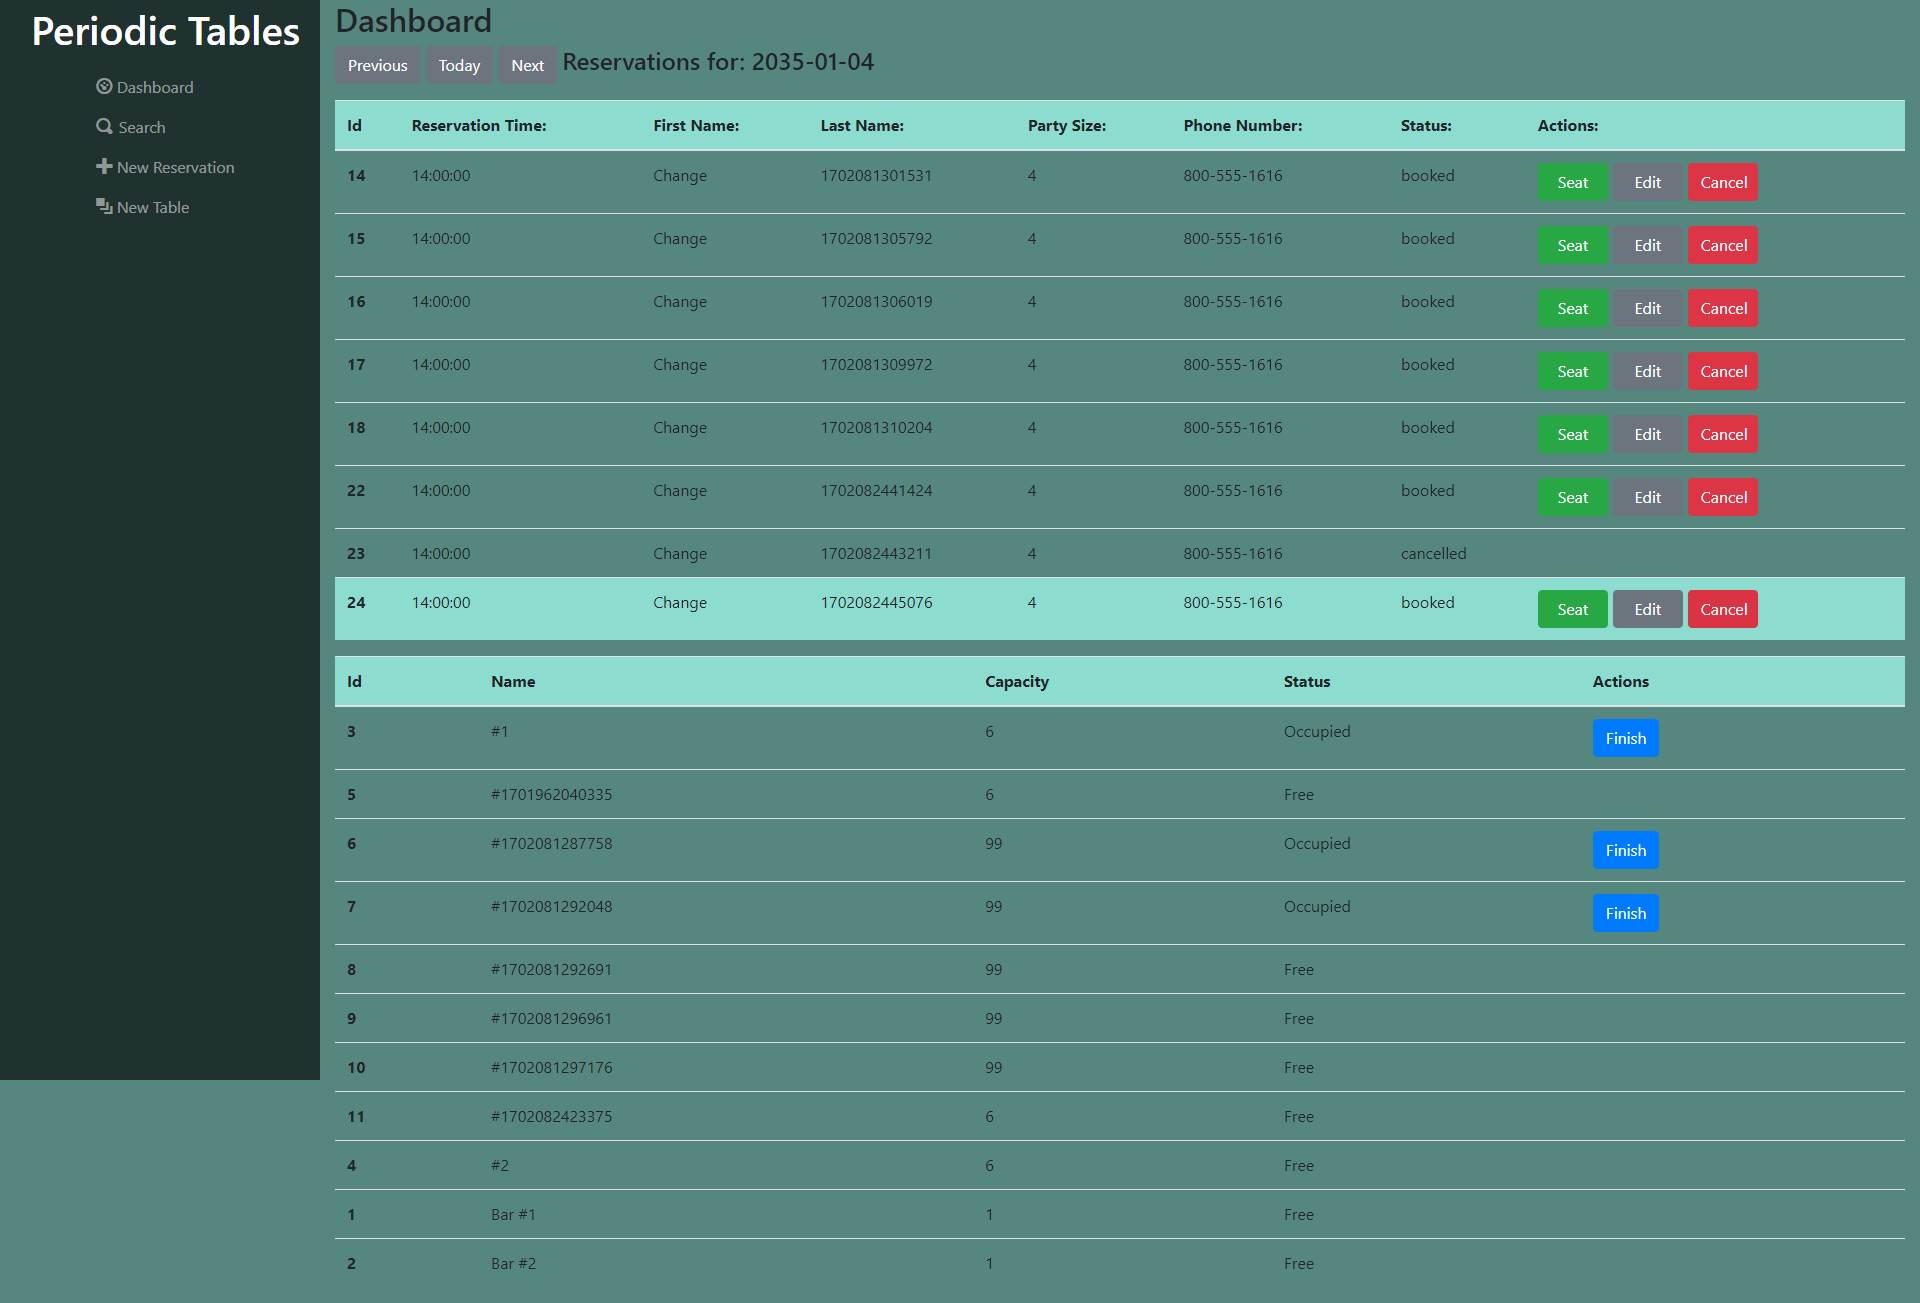 Periodic Tables
Dashboard
Search
New Reservation
New Table
Dashboard
Previous Today Next Reservations for: 2035-01-04
Id Reservation Time: First Name: Last Name: Party Size: Phone Number: Status: Actions:
14 14:00:00 Change 1702081301531 4 800-555-1616 booked Seat Edit Cancel
15 14:00:00 Change 1702081305792 4 800-555-1616 booked Seat Edit Cancel
16 14:00:00 Change 1702081306019 4 800-555-1616 booked Seat Edit Cancel
17 14:00:00 Change 1702081309972 4 800-555-1616 booked Seat Edit Cancel
18 14:00:00 Change 1702081310204 4 800-555-1616 booked Seat Edit Cancel
22 14:00:00 Change 1702082441424 4 800-555-1616 booked Seat Edit Cancel
23 14:00:00 Change 1702082443211 4 800-555-1616 cancelled
24 14:00:00 Change 1702082445076 4 800-555-1616 booked Seat Edit Cancel
Id Name Capacity Status Actions
3 #1 6 Occupied Finish
5 #1701962040335 6 Free
6 #1702081287758 99 Occupied Finish
7 #1702081292048 99 Occupied Finish
8 #1702081292691 99 Free
9 #1702081296961 99 Free
10 #1702081297176 99 Free
11 #1702082423375 6 Free
4 #2 6 Free
1 Bar #1 1 Free
2 Bar #2 1 Free